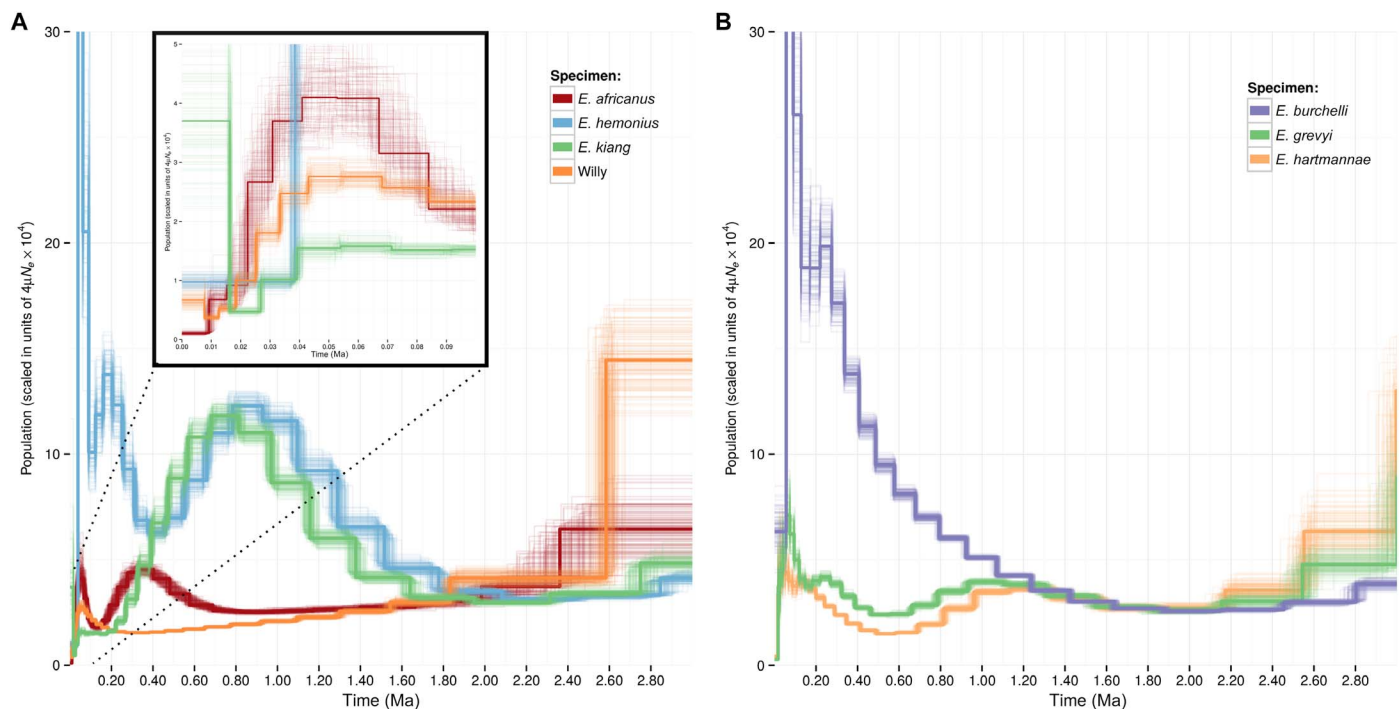 A
B
30
20
10
0
Population (scaled in units of 4μNₑ × 10⁴)
0.20 0.40 0.60 0.80 1.00 1.20 1.40 1.60 1.80 2.00 2.20 2.40 2.60 2.80
Time (Ma)
5
4
3
2
1
0
Population (scaled in units of 4μNₑ × 10⁴)
0.00 0.01 0.02 0.03 0.04 0.05 0.06 0.07 0.08 0.09
Time (Ma)
Specimen:
E. africanus
E. hemonius
E. kiang
Willy
30
20
10
0
Population (scaled in units of 4μNₑ × 10⁴)
0.20 0.40 0.60 0.80 1.00 1.20 1.40 1.60 1.80 2.00 2.20 2.40 2.60 2.80
Time (Ma)
Specimen:
E. burchelli
E. grevyi
E. hartmannae